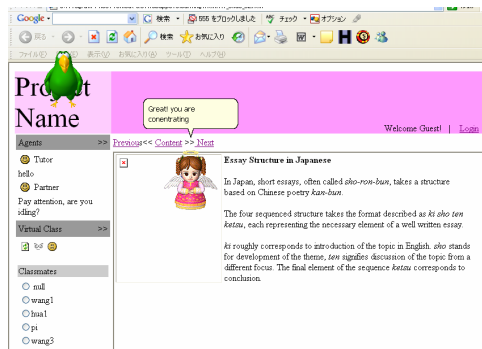 Google
検索
555 をブロックしました
チェック
オプション
戻る
検索
お気に入り
ファイル(F)
表示(V)
お気に入り(A)
ツール(T)
ヘルプ(H)
Project
Name
Great! you are
conentrating
Welcome Guest! | Login
Agents >>
Previous<< Content >> Next
Tutor
hello
Partner
Pay attention, are you
idling?
Virtual Class >>
Classmates
null
wang1
hua1
pi
wang3
Essay Structure in Japanese
In Japan, short essays, often called sho-ron-bun, takes a structure
based on Chinese poetry kan-bun.
The four sequenced structure takes the format described as ki sho ten
ketsu, each representing the necessary element of a well written essay.
ki roughly corresponds to introduction of the topic in English. sho stands
for development of the theme, ten signifies discussion of the topic from a
different focus. The final element of the sequence ketsu corresponds to
conclusion.